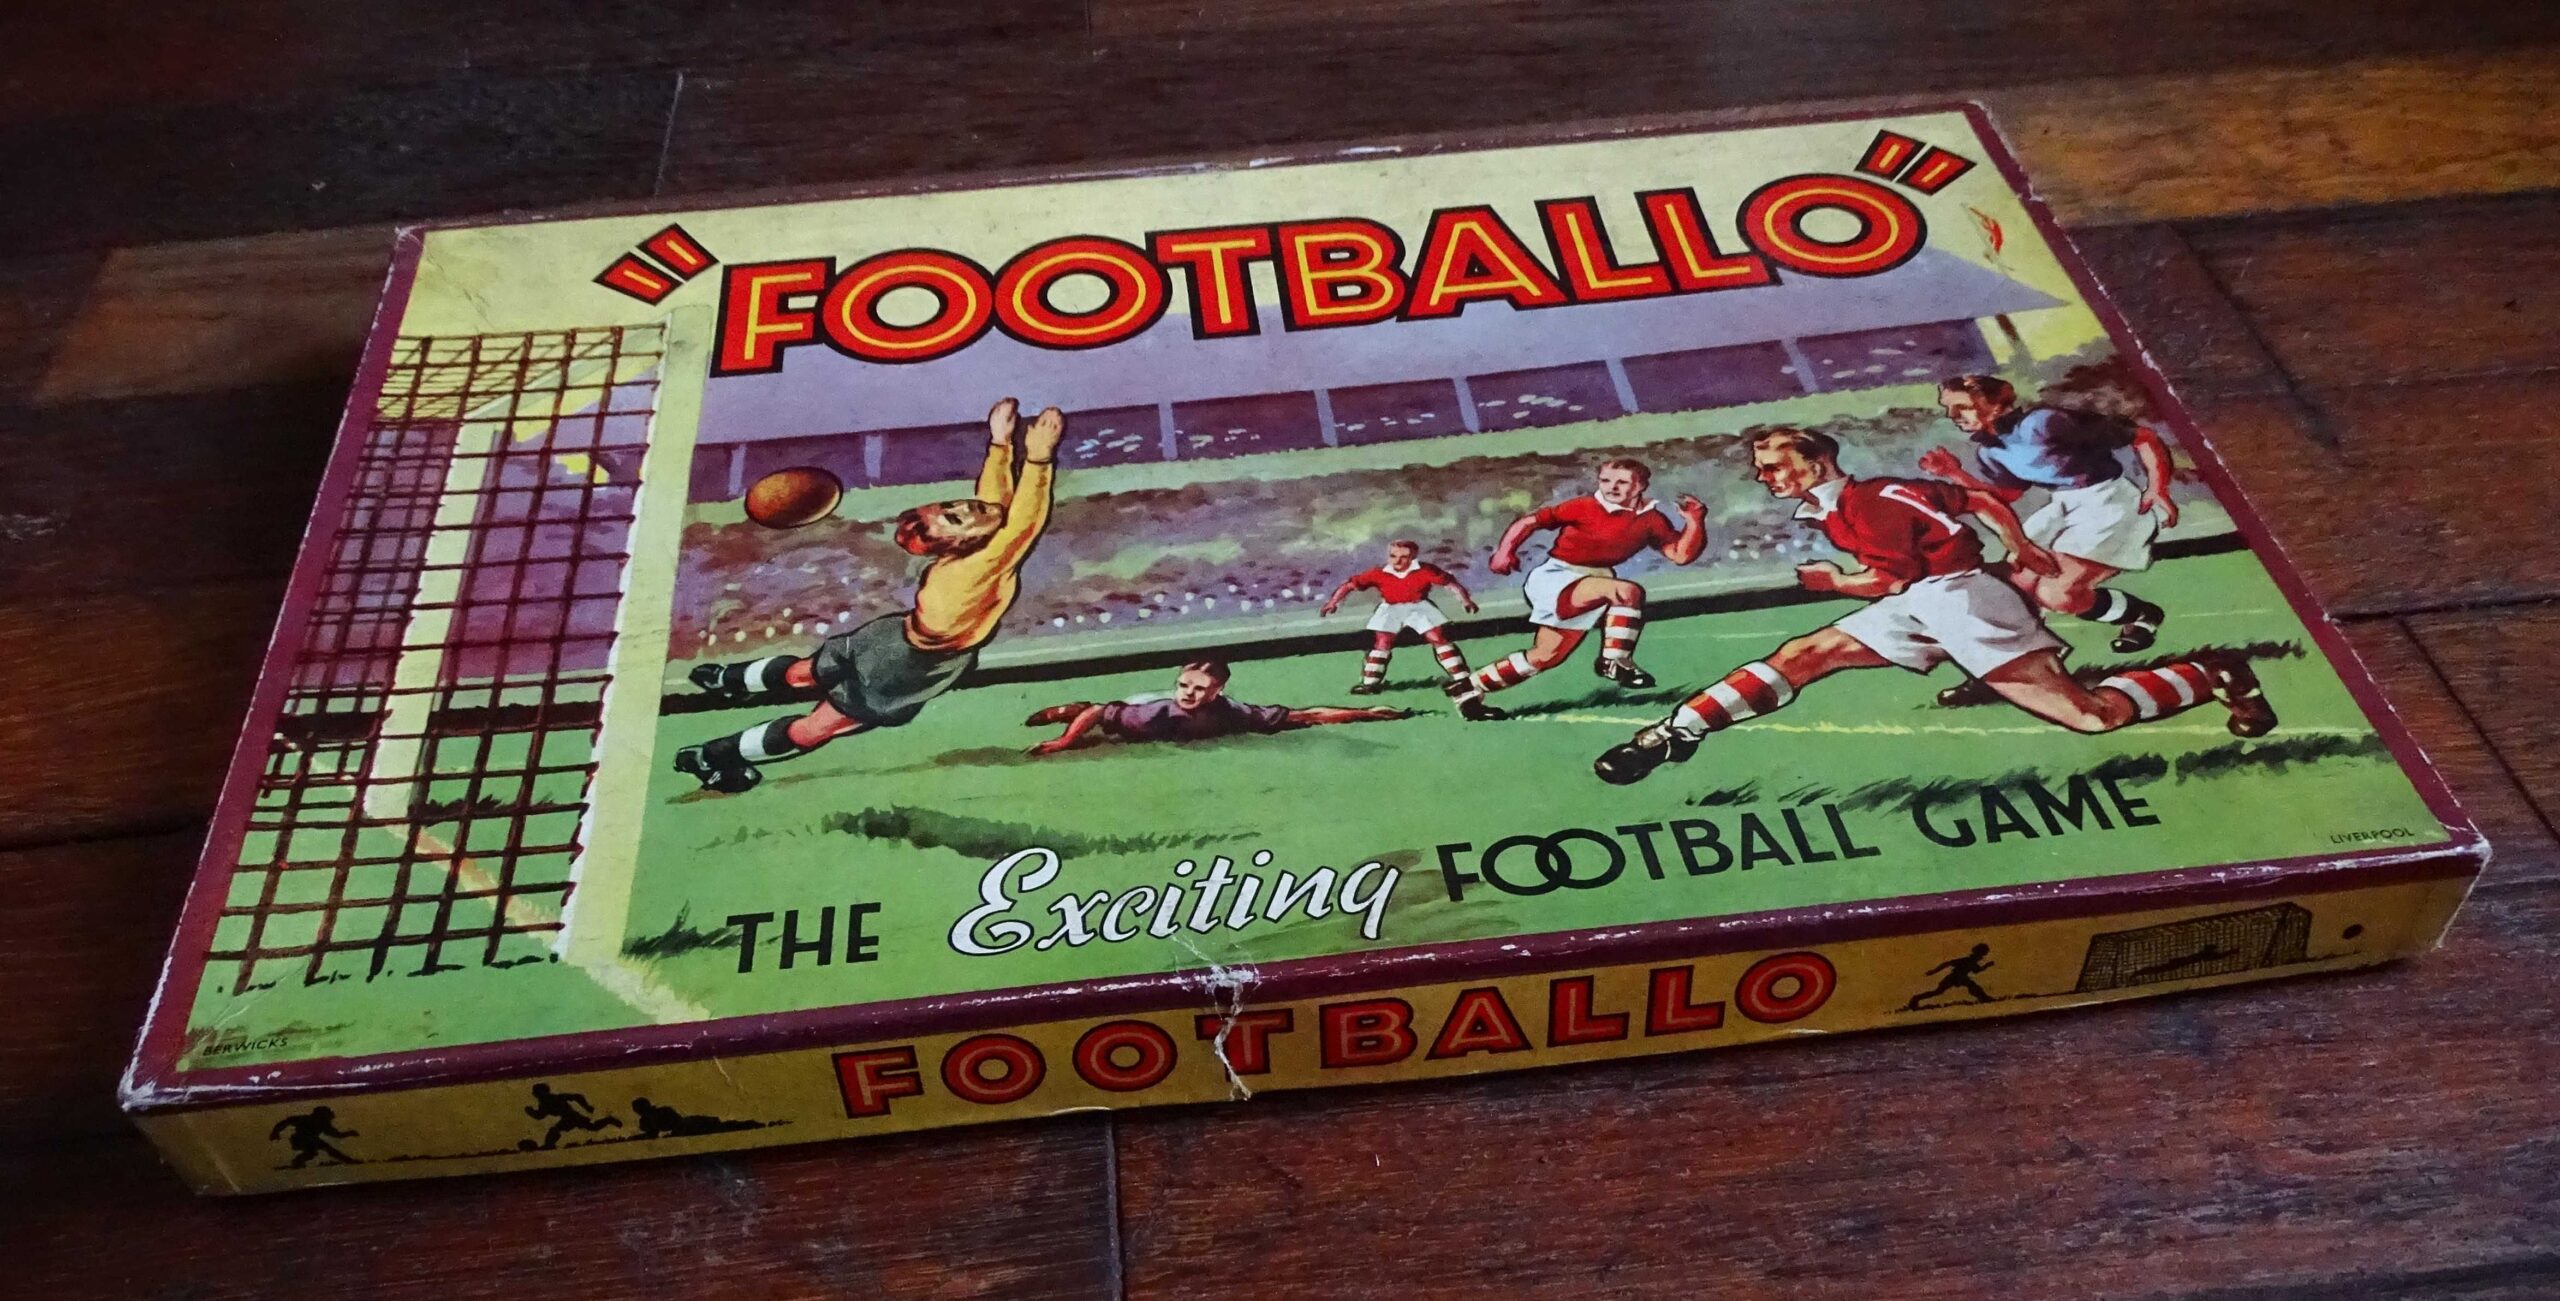 "FOOTBALLO"
THE Exciting FOOTBALL GAME
BERWICKS
LIVERPOOL
FOOTBALLO